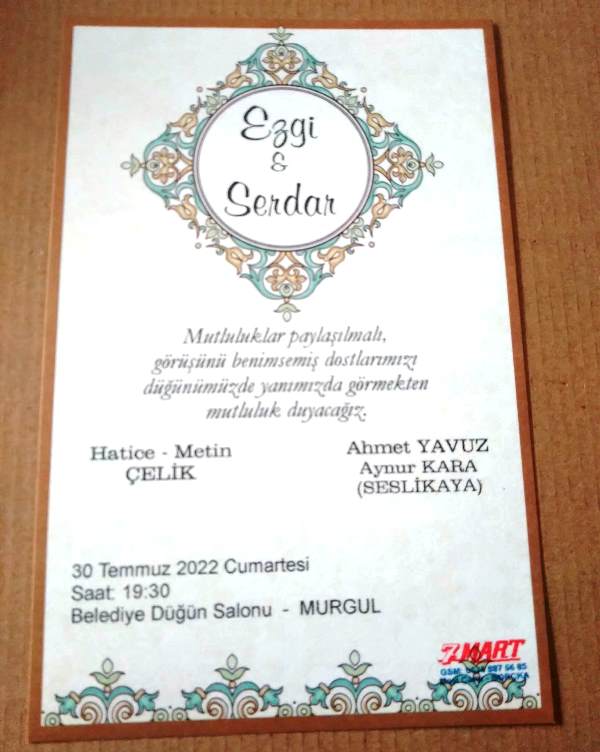 Ezgi
&
Serdar
Mutluluklar paylaşılmalı,
görüşünü benimsemiş dostlarımızı
düğünümüzde yanımızda görmekten
mutluluk duyacağız.
Hatice - Metin
ÇELİK
Ahmet YAVUZ
Aynur KARA
(SESLİKAYA)
30 Temmuz 2022 Cumartesi
Saat: 19:30
Belediye Düğün Salonu - MURGUL
MART
GSM: